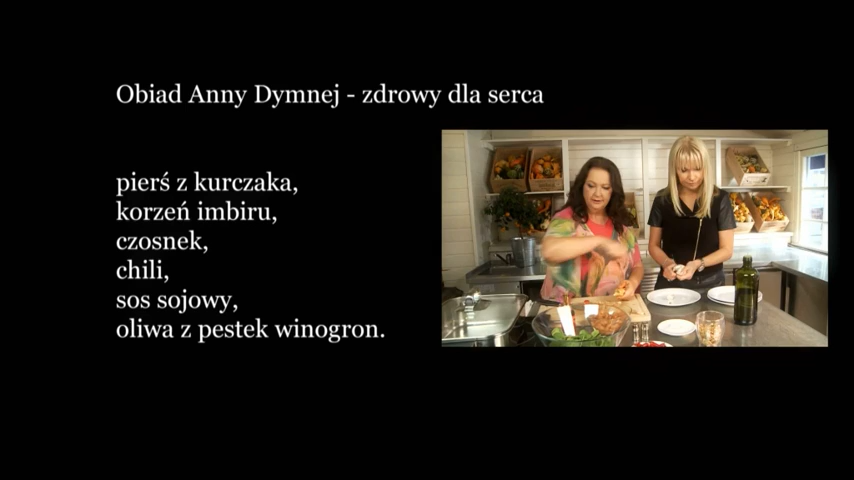 Obiad Anny Dymnej - zdrowy dla serca
pierś z kurczaka,
korzeń imbiru,
czosnek,
chili,
sos sojowy,
oliwa z pestek winogron.